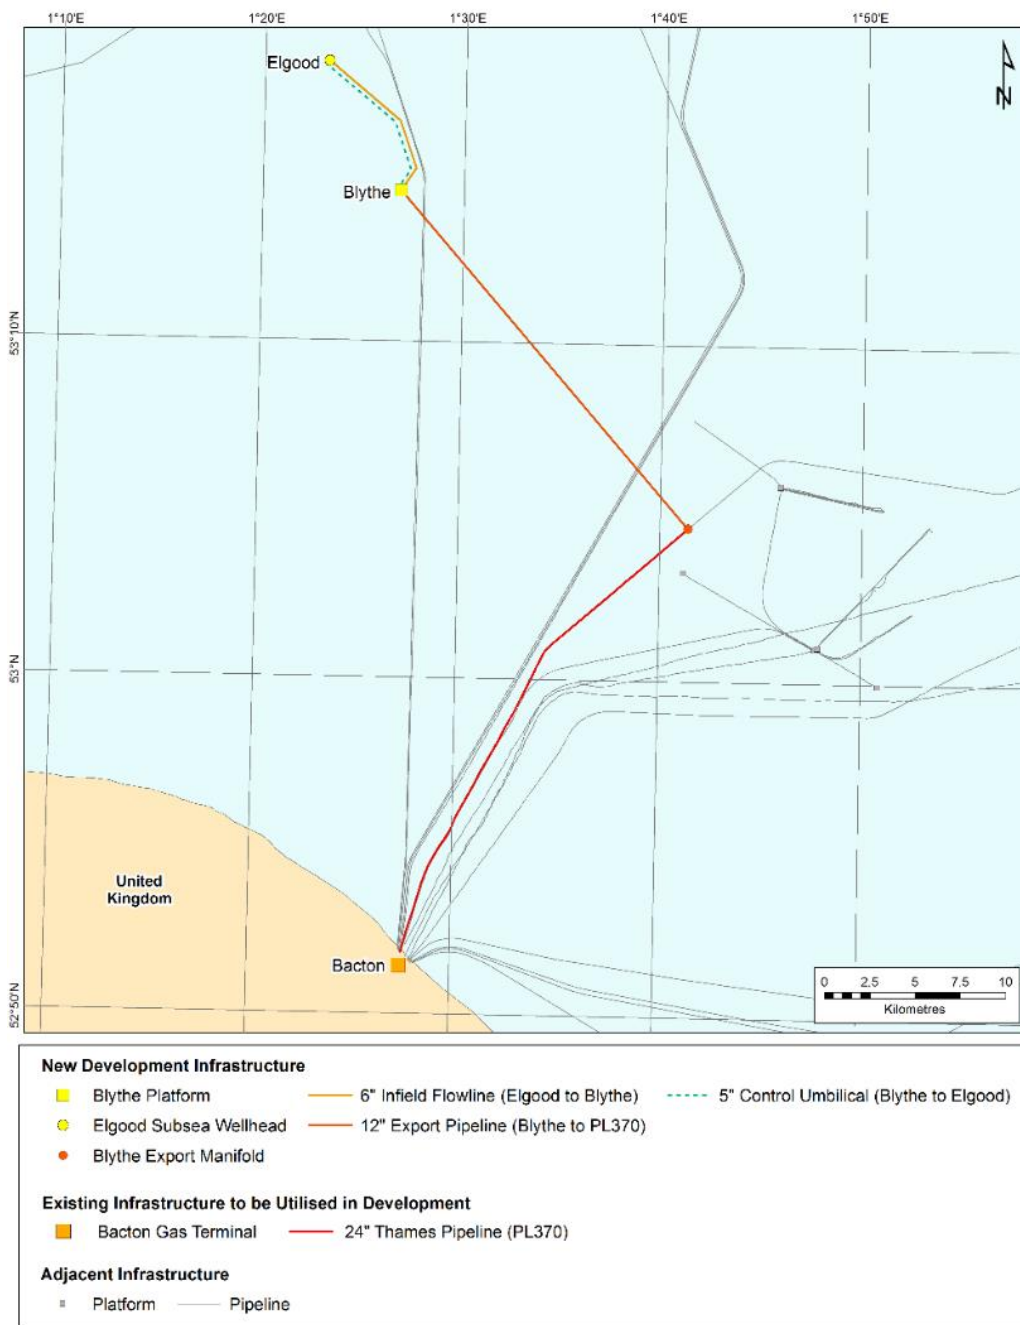 1°10'E 1°20'E 1°30'E 1°40'E 1°50'E
Elgood
N
Blythe
53°10'N
53°N
United
Kingdom
Bacton
52°50'N
0 2.5 5 7.5 10
Kilometres
New Development Infrastructure
Blythe Platform 6" Infield Flowline (Elgood to Blythe) 5" Control Umbilical (Blythe to Elgood)
Elgood Subsea Wellhead 12" Export Pipeline (Blythe to PL370)
Blythe Export Manifold
Existing Infrastructure to be Utilised in Development
Bacton Gas Terminal 24" Thames Pipeline (PL370)
Adjacent Infrastructure
Platform Pipeline